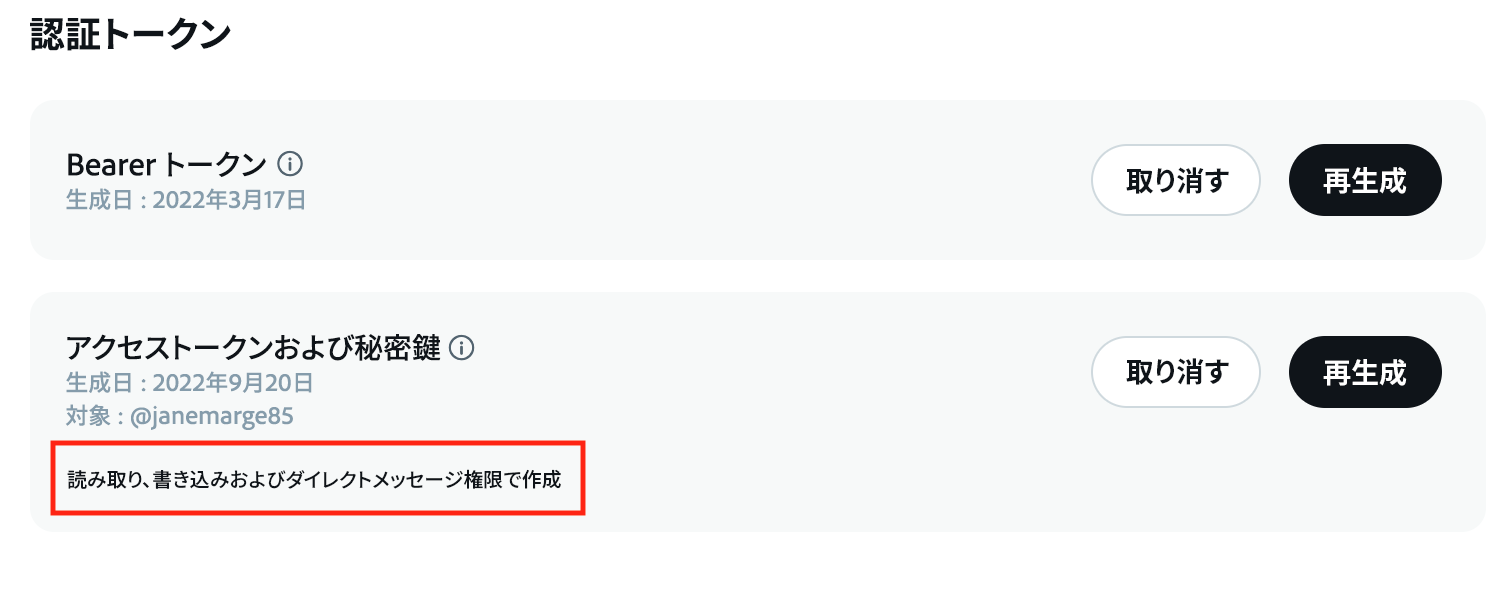 認証トークン
Bearer トークン
生成日 : 2022年3月17日
取り消す
再生成
アクセストークンおよび秘密鍵
生成日 : 2022年9月20日
対象 : @janemarge85
取り消す
再生成
読み取り、書き込みおよびダイレクトメッセージ権限で作成